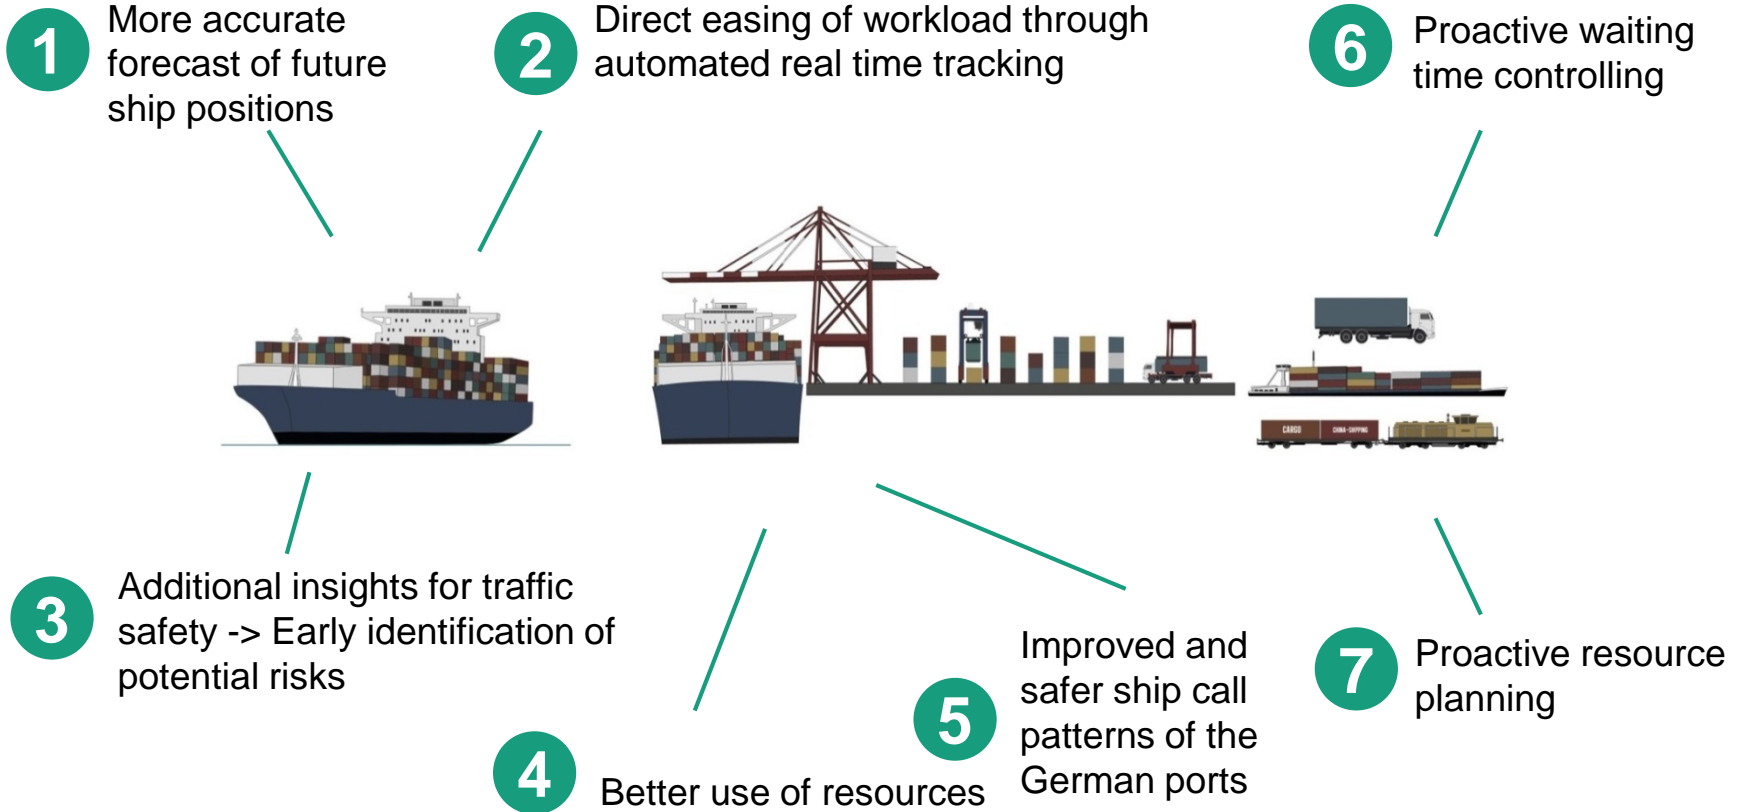 1
More accurate
forecast of future
ship positions
2
Direct easing of workload through
automated real time tracking
6
Proactive waiting
time controlling
CARGO
CHINA-SHIPPING
3
Additional insights for traffic
safety -> Early identification of
potential risks
4
Better use of resources
5
Improved and
safer ship call
patterns of the
German ports
7
Proactive resource
planning